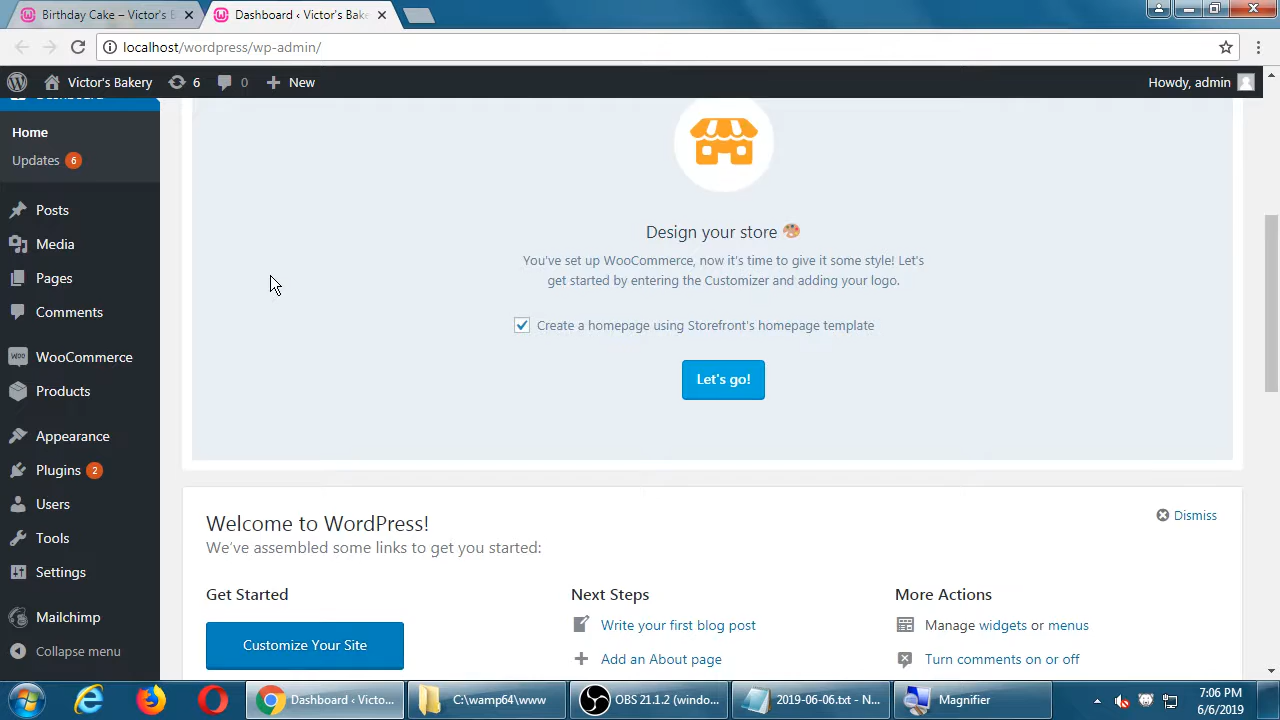 Birthday Cake – Victor's B
Dashboard ‹ Victor's Bake
localhost/wordpress/wp-admin/
Victor's Bakery
6
0
New
Howdy, admin
Home
Updates 6
Posts
Media
Pages
Comments
WOO WooCommerce
Products
Appearance
Plugins 2
Users
Tools
Settings
Mailchimp
Collapse menu
Design your store
You've set up WooCommerce, now it's time to give it some style! Let's
get started by entering the Customizer and adding your logo.
Create a homepage using Storefront's homepage template
Let's go!
Welcome to WordPress!
Dismiss
We've assembled some links to get you started:
Get Started
Customize Your Site
Next Steps
Write your first blog post
Add an About page
More Actions
Manage widgets or menus
Turn comments on or off
Dashboard ‹ Victo...
C:\wamp64\www
OBS 21.1.2 (windo...
2019-06-06.txt - N...
Magnifier
7:06 PM
6/6/2019